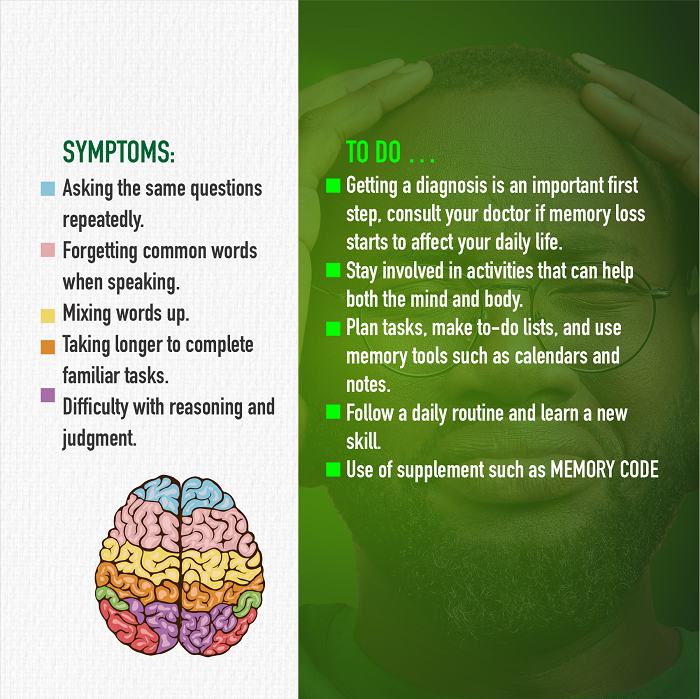 SYMPTOMS:
Asking the same questions
repeatedly.
Forgetting common words
when speaking.
Mixing words up.
Taking longer to complete
familiar tasks.
Difficulty with reasoning and
judgment.
TO DO ...
Getting a diagnosis is an important first
step, consult your doctor if memory loss
starts to affect your daily life.
Stay involved in activities that can help
both the mind and body.
Plan tasks, make to-do lists, and use
memory tools such as calendars and
notes.
Follow a daily routine and learn a new
skill.
Use of supplement such as MEMORY CODE